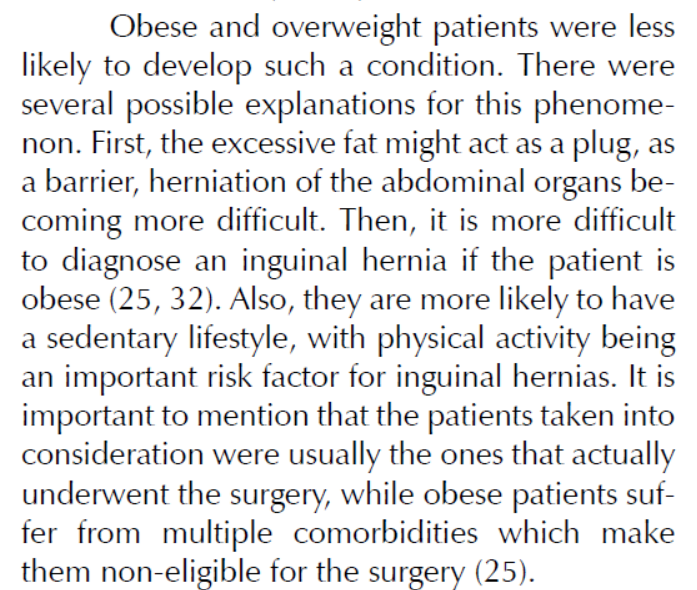 Obese and overweight patients were less
likely to develop such a condition. There were
several possible explanations for this phenome-
non. First, the excessive fat might act as a plug, as
a barrier, herniation of the abdominal organs be-
coming more difficult. Then, it is more difficult
to diagnose an inguinal hernia if the patient is
obese (25, 32). Also, they are more likely to have
a sedentary lifestyle, with physical activity being
an important risk factor for inguinal hernias. It is
important to mention that the patients taken into
consideration were usually the ones that actually
underwent the surgery, while obese patients suf-
fer from multiple comorbidities which make
them non-eligible for the surgery (25).